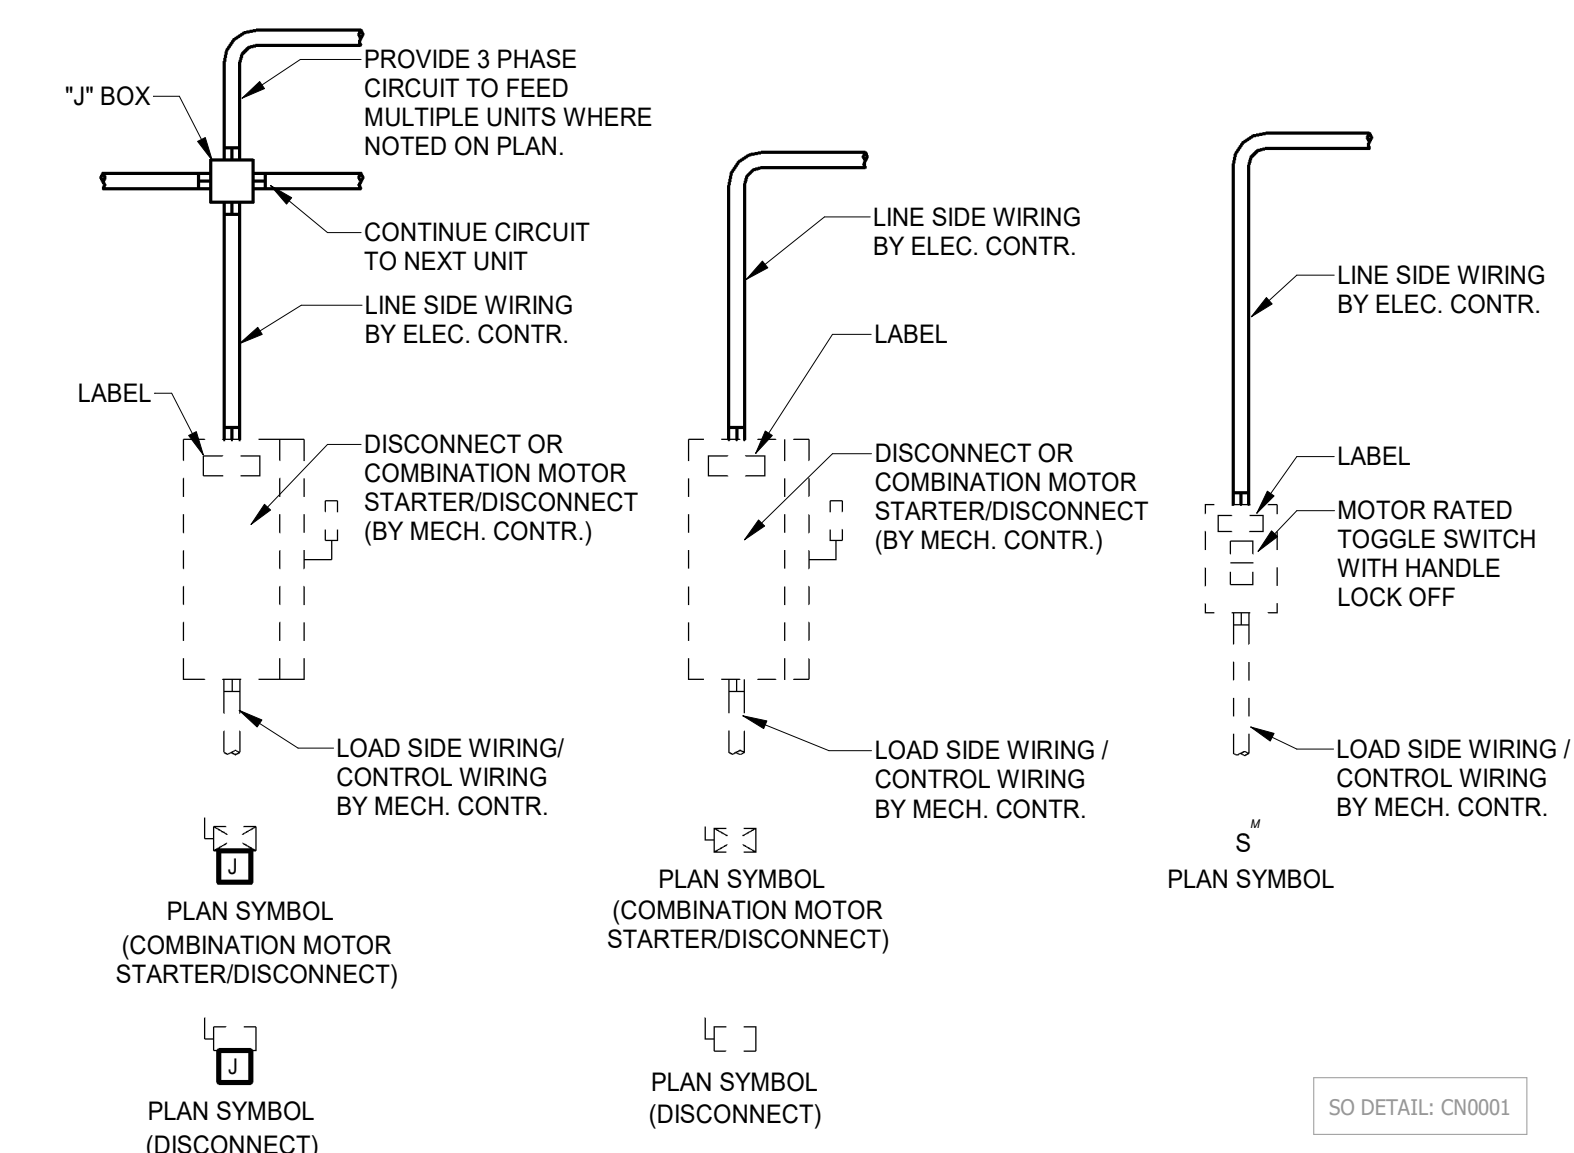 "J" BOX
PROVIDE 3 PHASE
CIRCUIT TO FEED
MULTIPLE UNITS WHERE
NOTED ON PLAN.
CONTINUE CIRCUIT
TO NEXT UNIT
LINE SIDE WIRING
BY ELEC. CONTR.
LABEL
DISCONNECT OR
COMBINATION MOTOR
STARTER/DISCONNECT
(BY MECH. CONTR.)
LOAD SIDE WIRING/
CONTROL WIRING
BY MECH. CONTR.
J
PLAN SYMBOL
(COMBINATION MOTOR
STARTER/DISCONNECT)
J
PLAN SYMBOL
(DISCONNECT)
LINE SIDE WIRING
BY ELEC. CONTR.
LABEL
DISCONNECT OR
COMBINATION MOTOR
STARTER/DISCONNECT
(BY MECH. CONTR.)
LOAD SIDE WIRING /
CONTROL WIRING
BY MECH. CONTR.
PLAN SYMBOL
(COMBINATION MOTOR
STARTER/DISCONNECT)
PLAN SYMBOL
(DISCONNECT)
LINE SIDE WIRING
BY ELEC. CONTR.
LABEL
MOTOR RATED
TOGGLE SWITCH
WITH HANDLE
LOCK OFF
LOAD SIDE WIRING /
CONTROL WIRING
BY MECH. CONTR.
S M
PLAN SYMBOL
SO DETAIL: CN0001